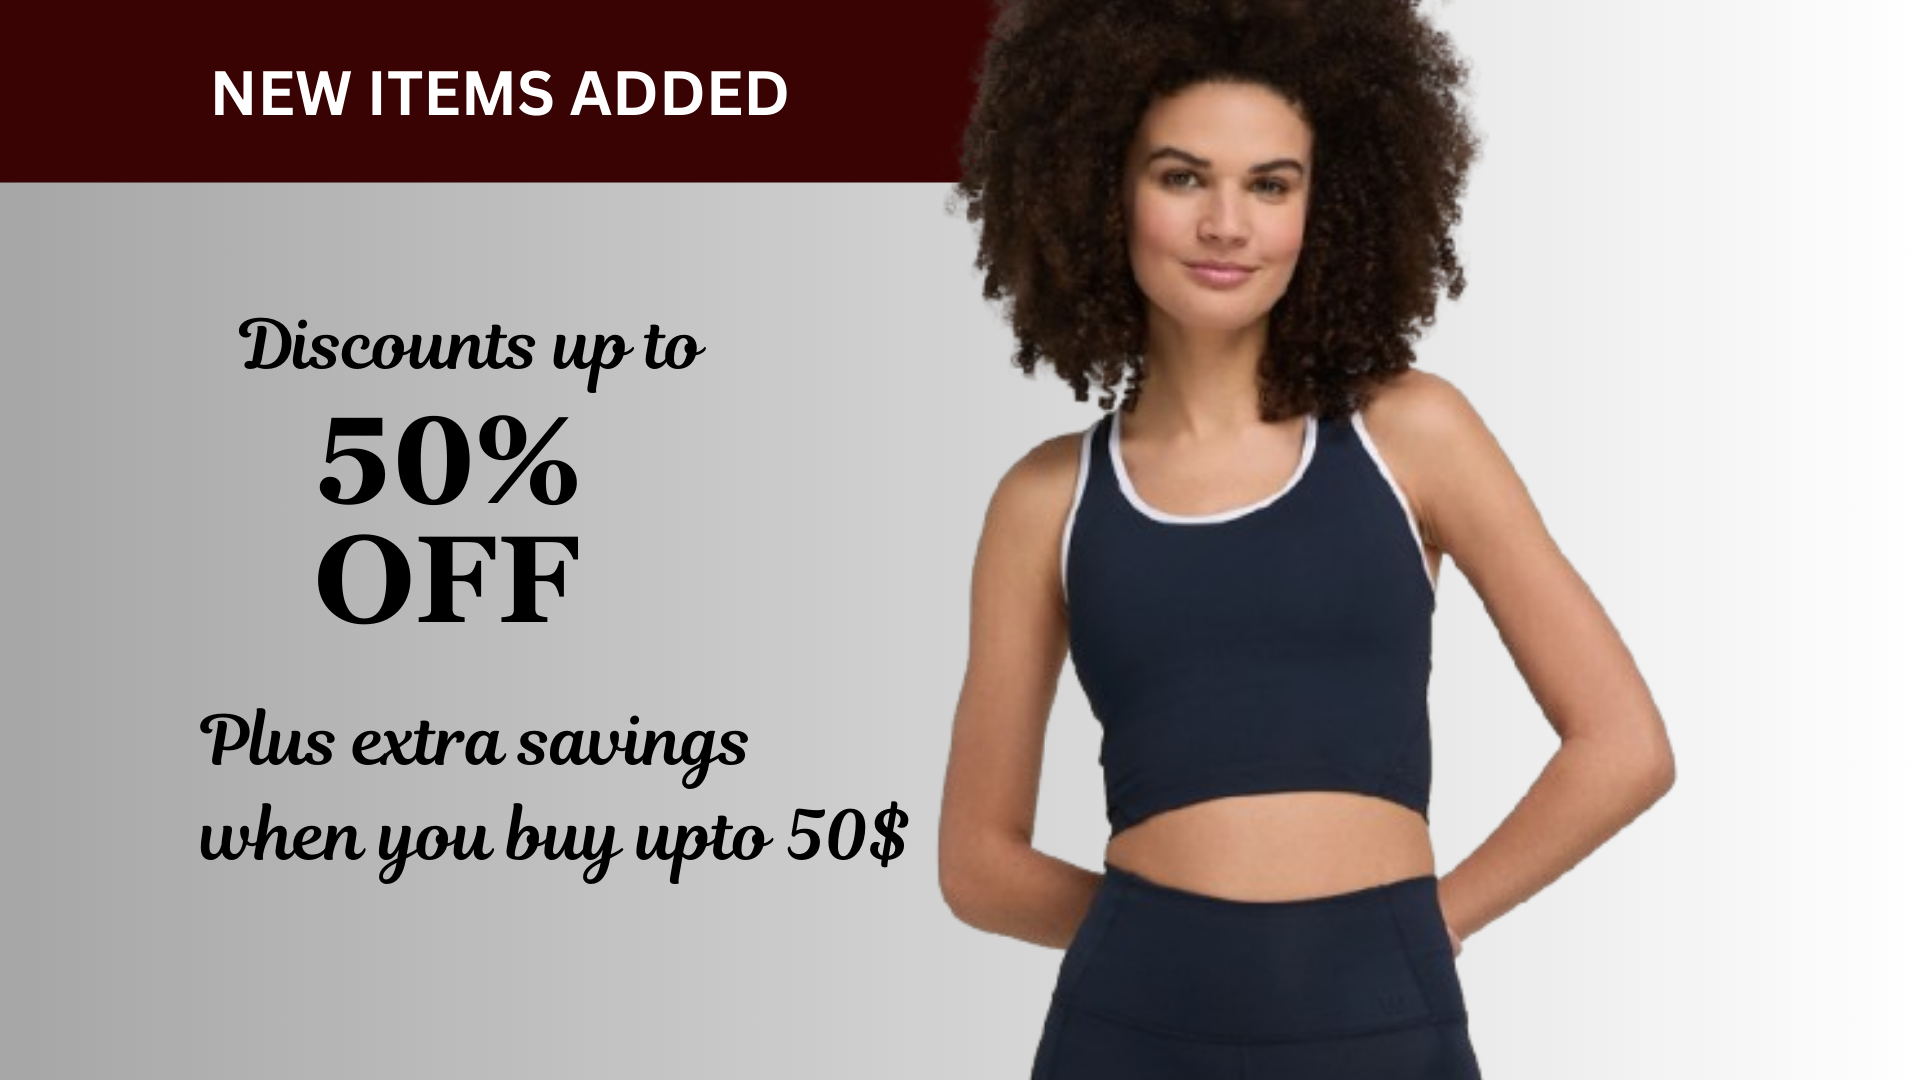 NEW ITEMS ADDED
Discounts up to
50%
OFF
Plus extra savings
when you buy upto 50$